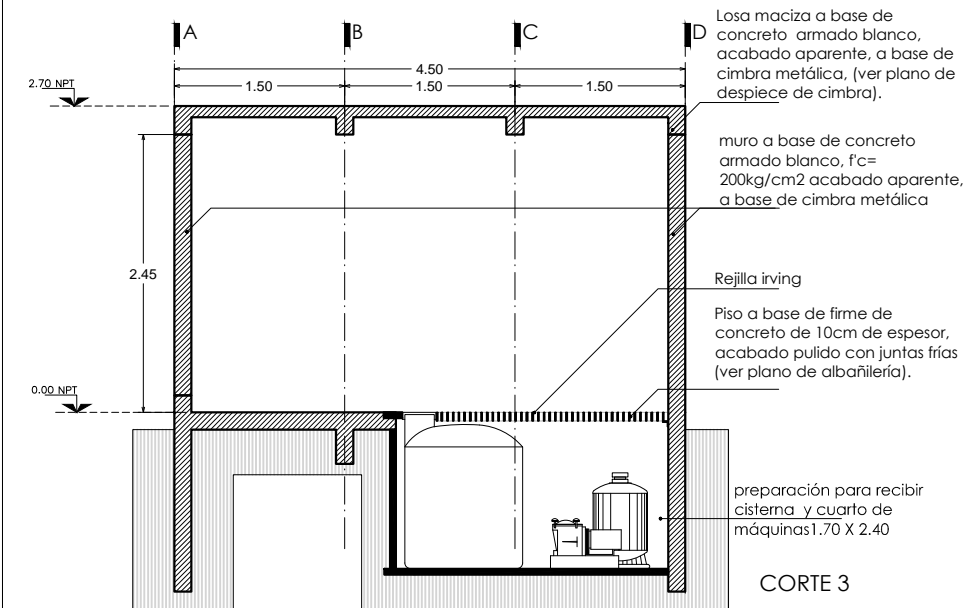 A
B
C
D
4.50
1.50
1.50
1.50
2.70 NPT
2.45
0.00 NPT
Losa maciza a base de
concreto armado blanco,
acabado aparente, a base de
cimbra metálica, (ver plano de
despiece de cimbra).
muro a base de concreto
armado blanco, f'c=
200kg/cm2 acabado aparente,
a base de cimbra metálica
Rejilla irving
Piso a base de firme de
concreto de 10cm de espesor,
acabado pulido con juntas frías
(ver plano de albañilería).
preparación para recibir
cisterna y cuarto de
máquinas1.70 X 2.40
CORTE 3